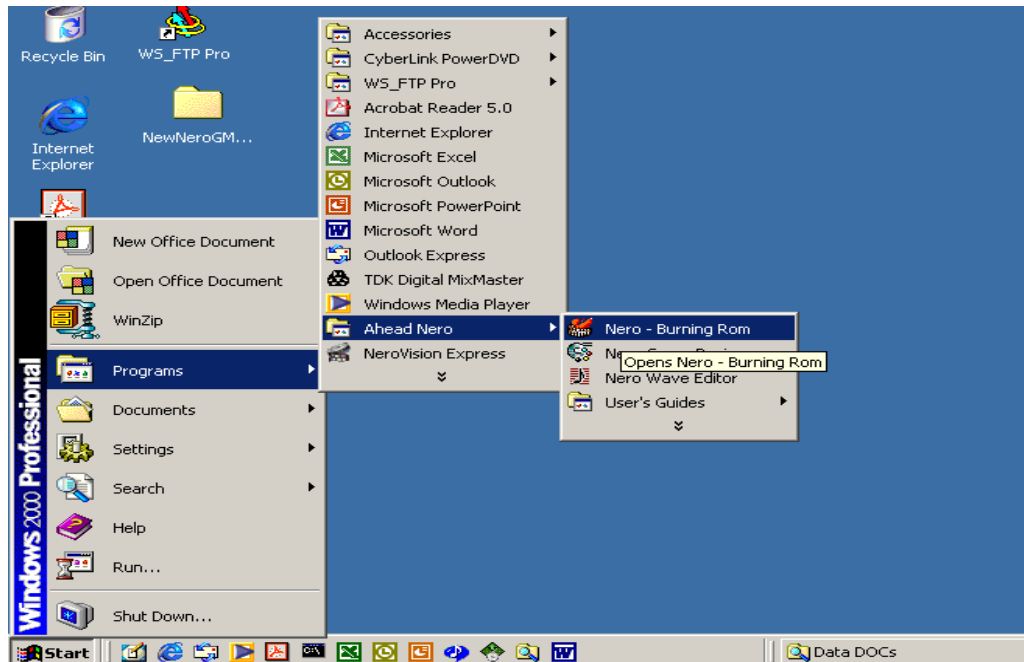 Recycle Bin
WS_FTP Pro
Internet
Explorer
NewNeroGM...
New Office Document
Open Office Document
WinZip
Programs
Documents
Settings
Search
Help
Run...
Shut Down...
Windows 2000 Professional
Accessories
CyberLink PowerDVD
WS_FTP Pro
Acrobat Reader 5.0
Internet Explorer
Microsoft Excel
Microsoft Outlook
Microsoft PowerPoint
Microsoft Word
Outlook Express
TDK Digital MixMaster
Windows Media Player
Ahead Nero
NeroVision Express
Nero - Burning Rom
Opens Nero - Burning Rom
Nero Wave Editor
User's Guides
Start
Data DOCs